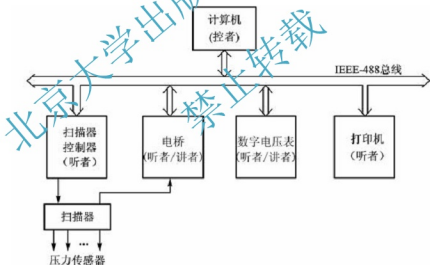 计算机
(控者)
IEEE-488总线
扫描器
控制器
(听者)
电桥
(听者/讲者)
数字电压表
(听者/讲者)
打印机
(听者)
扫描器
...
压力传感器
北京大学出版
禁止转载